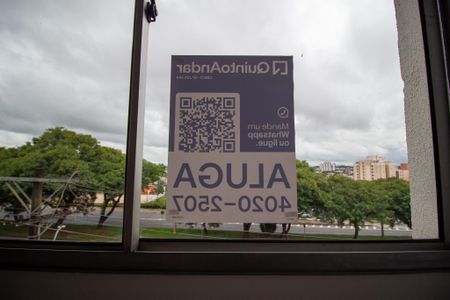 QuintoAndar
Mande um
Whatsapp
ou ligue.
ALUGA
4020-2507